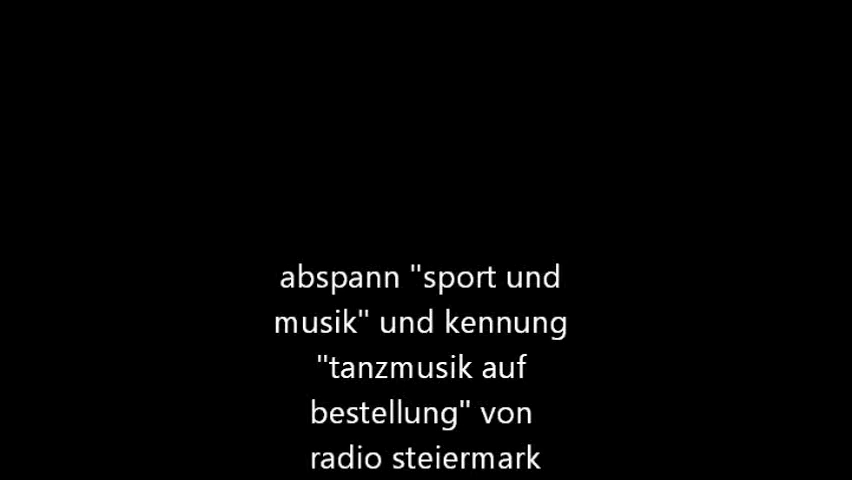 abspann "sport und
musik" und kennung
"tanzmusik auf
bestellung" von
radio steiermark